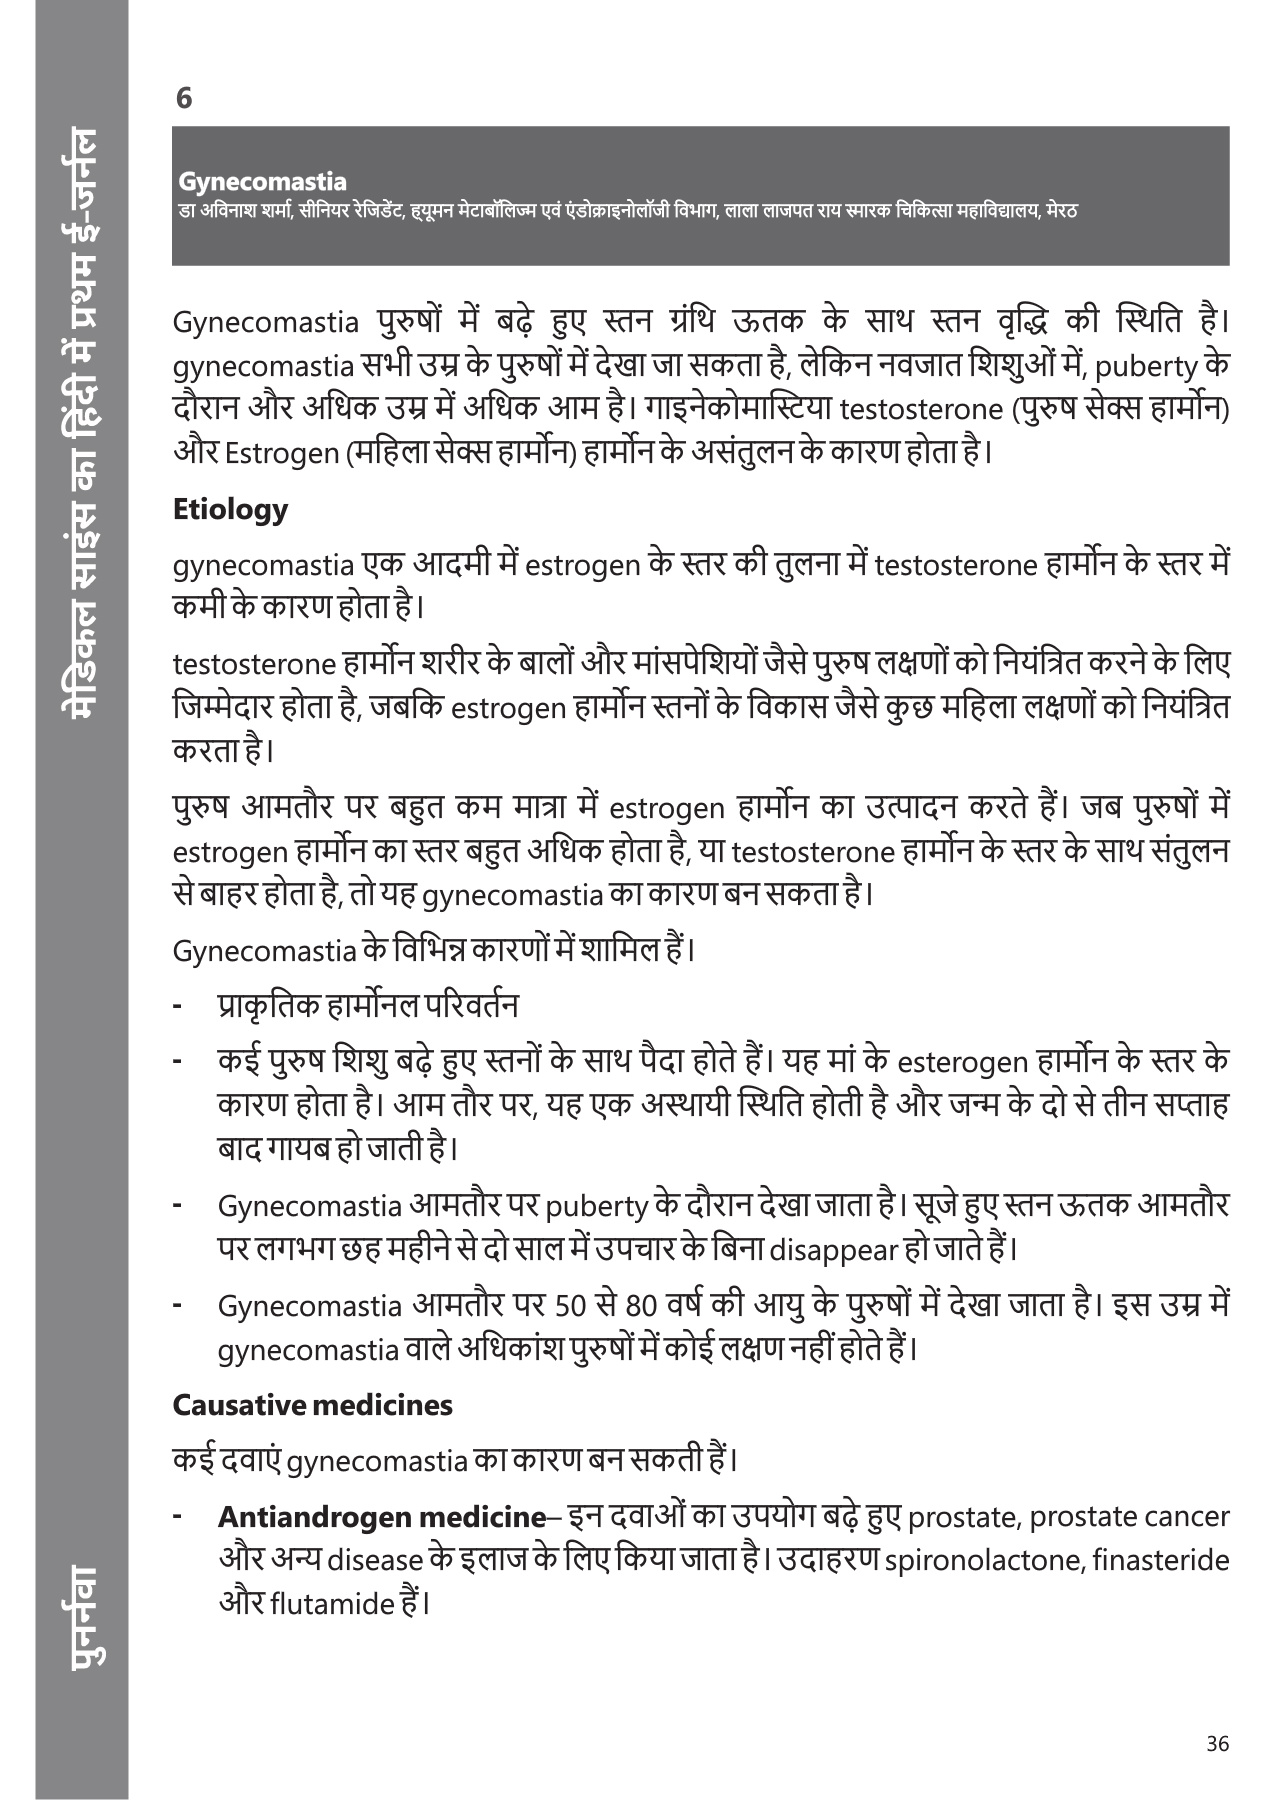 मेडिकल साइंस का हिंदी में प्रथम ई-जर्नल
पुनर्नवा
6
Gynecomastia
डा अविनाश शर्मा, सीनियर रेजिडेंट, ह्यूमन मेटाबॉलिज्म एवं एंडोक्राइनोलॉजी विभाग, लाला लाजपत राय स्मारक चिकित्सा महाविद्यालय, मेरठ
Gynecomastia पुरुषों में बढ़े हुए स्तन ग्रंथि ऊतक के साथ स्तन वृद्धि की स्थिति है।
gynecomastia सभी उम्र के पुरुषों में देखा जा सकता है, लेकिन नवजात शिशुओं में, puberty के
दौरान और अधिक उम्र में अधिक आम है। गाइनेकोमास्टिया testosterone (पुरुष सेक्स हार्मोन)
और Estrogen (महिला सेक्स हार्मोन) हार्मोन के असंतुलन के कारण होता है।
Etiology
gynecomastia एक आदमी में estrogen के स्तर की तुलना में testosterone हार्मोन के स्तर में
कमी के कारण होता है।
testosterone हार्मोन शरीर के बालों और मांसपेशियों जैसे पुरुष लक्षणों को नियंत्रित करने के लिए
जिम्मेदार होता है, जबकि estrogen हार्मोन स्तनों के विकास जैसे कुछ महिला लक्षणों को नियंत्रित
करता है।
पुरुष आमतौर पर बहुत कम मात्रा में estrogen हार्मोन का उत्पादन करते हैं। जब पुरुषों में
estrogen हार्मोन का स्तर बहुत अधिक होता है, या testosterone हार्मोन के स्तर के साथ संतुलन
से बाहर होता है, तो यह gynecomastia का कारण बन सकता है।
Gynecomastia के विभिन्न कारणों में शामिल हैं।
- प्राकृतिक हार्मोनल परिवर्तन
- कई पुरुष शिशु बढ़े हुए स्तनों के साथ पैदा होते हैं। यह मां के esterogen हार्मोन के स्तर के
कारण होता है। आम तौर पर, यह एक अस्थायी स्थिति होती है और जन्म के दो से तीन सप्ताह
बाद गायब हो जाती है।
- Gynecomastia आमतौर पर puberty के दौरान देखा जाता है। सूजे हुए स्तन ऊतक आमतौर
पर लगभग छह महीने से दो साल में उपचार के बिना disappear हो जाते हैं।
- Gynecomastia आमतौर पर 50 से 80 वर्ष की आयु के पुरुषों में देखा जाता है। इस उम्र में
gynecomastia वाले अधिकांश पुरुषों में कोई लक्षण नहीं होते हैं।
Causative medicines
कई दवाएं gynecomastia का कारण बन सकती हैं।
- Antiandrogen medicine– इन दवाओं का उपयोग बढ़े हुए prostate, prostate cancer
और अन्य disease के इलाज के लिए किया जाता है। उदाहरण spironolactone, finasteride
और flutamide हैं।
36